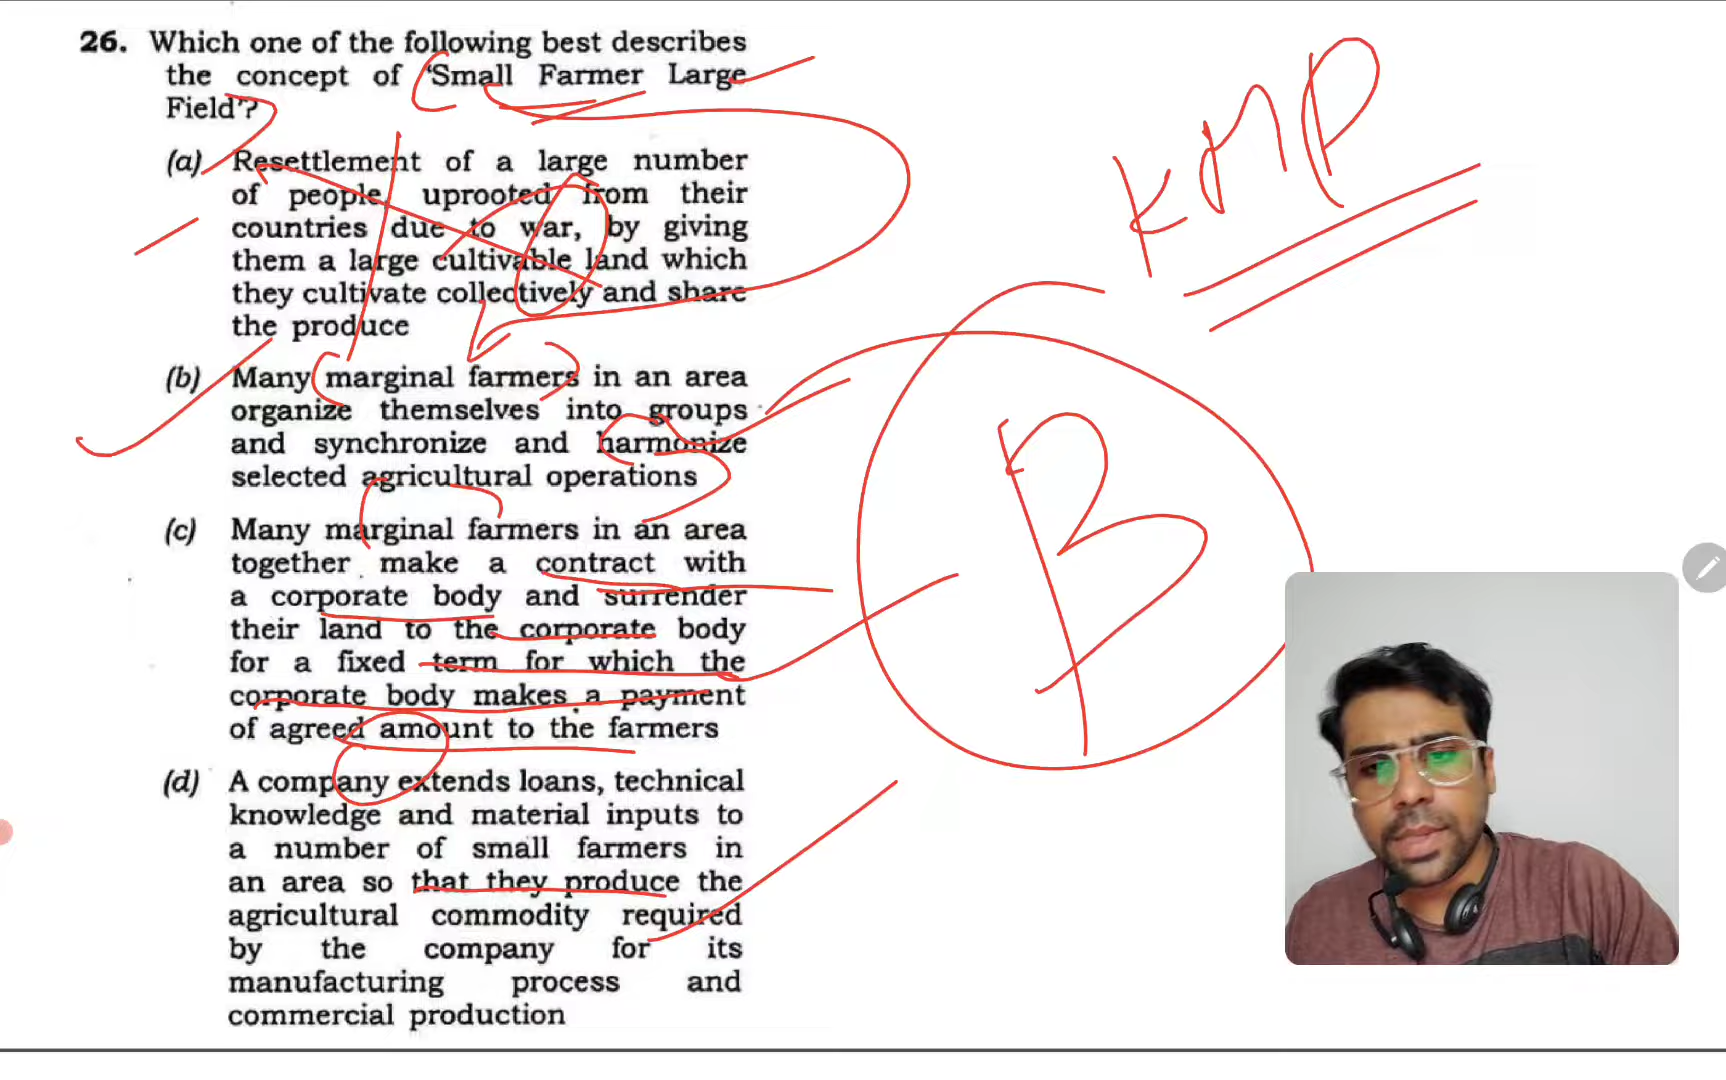 26. Which one of the following best describes
the concept of 'Small Farmer Large
Field'?
(a) Resettlement of a large number
of people uprooted from their
countries due to war, by giving
them a large cultivable land which
they cultivate collectively and share
the produce
(b) Many marginal farmers in an area
organize themselves into groups
and synchronize and harmonize
selected agricultural operations
(c) Many marginal farmers in an area
together make a contract with
a corporate body and surrender
their land to the corporate body
for a fixed term for which the
corporate body makes a payment
of agreed amount to the farmers
(d) A company extends loans, technical
knowledge and material inputs to
a number of small farmers in
an area so that they produce the
agricultural commodity required
by the company for its
manufacturing process and
commercial production
KMP
B